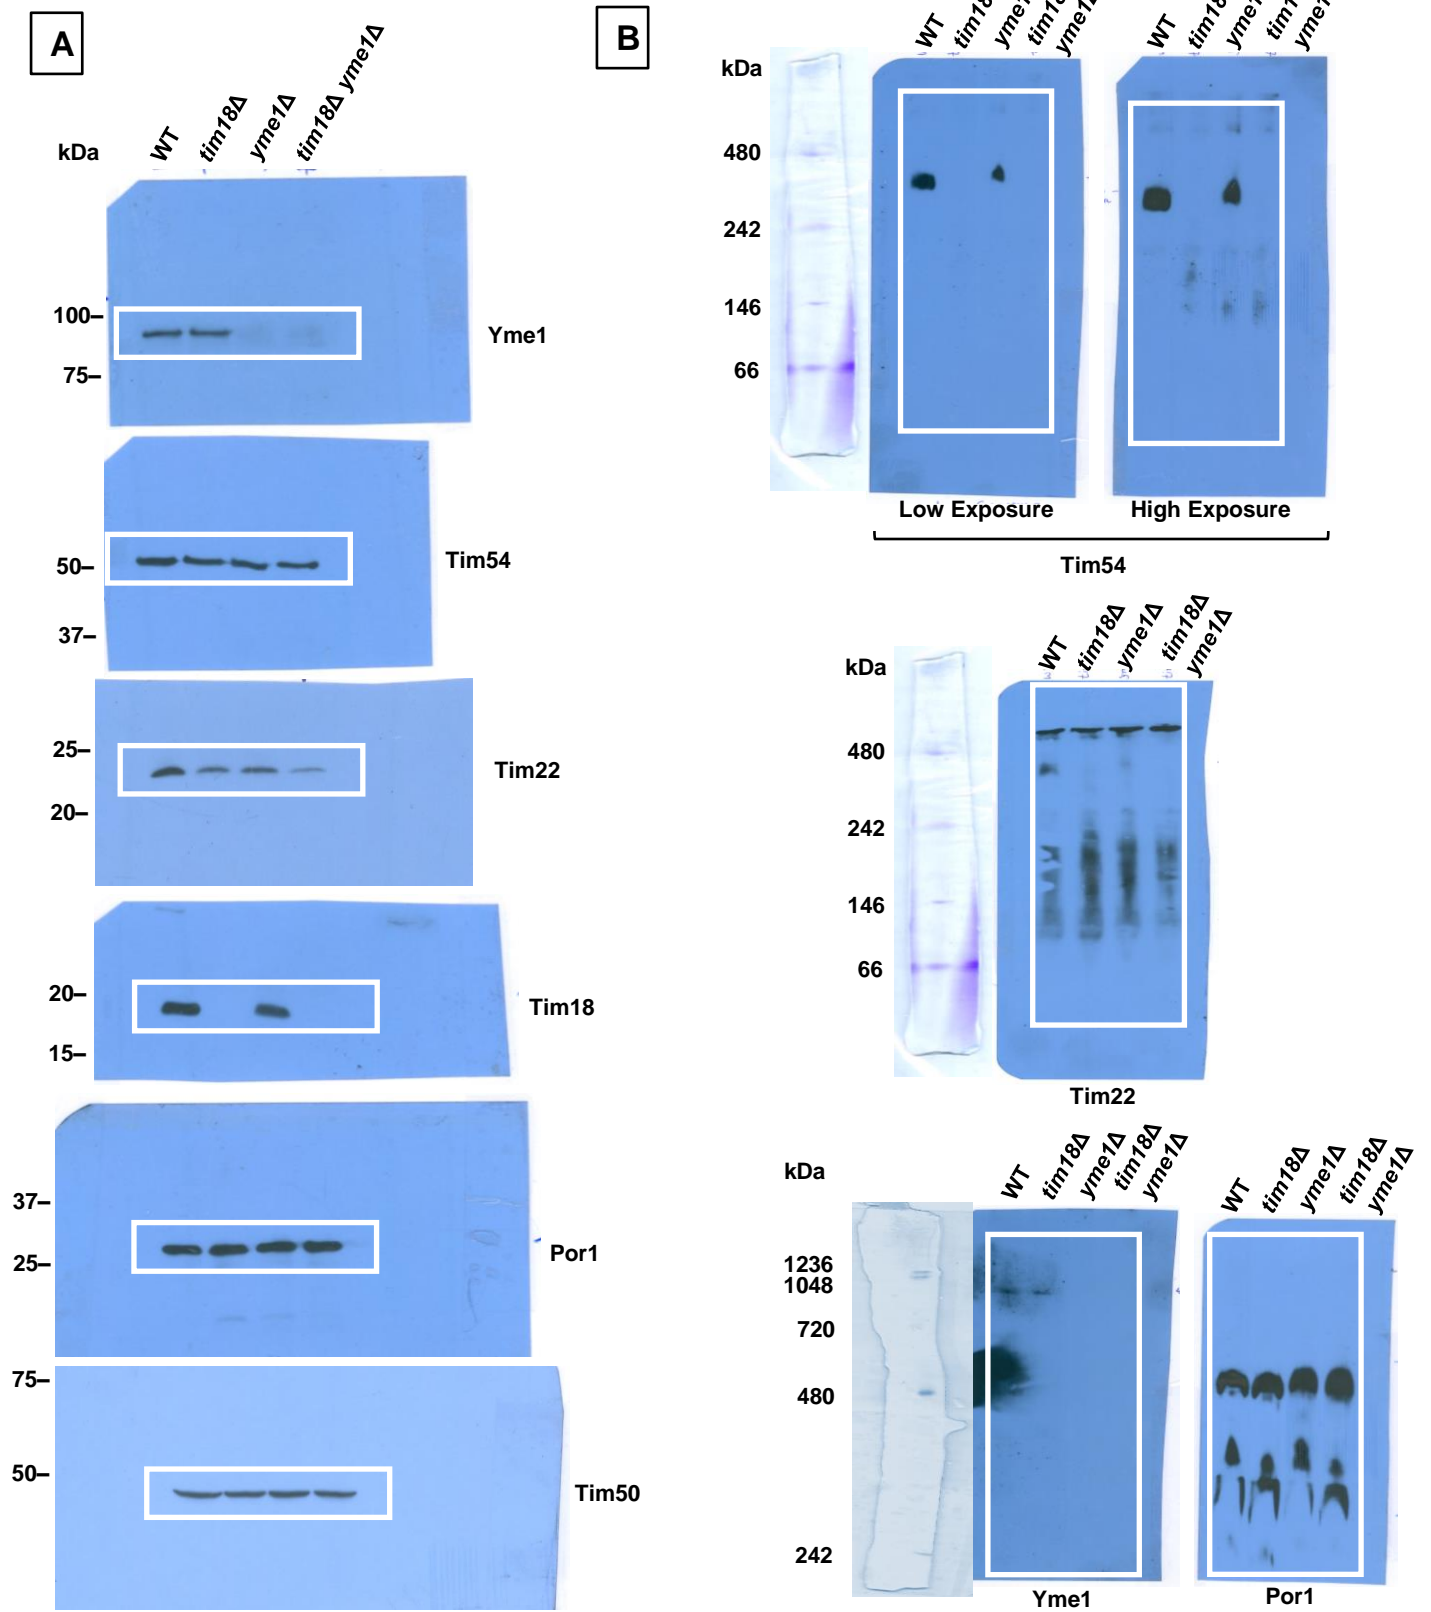 A
WT
tim18Δ
yme1Δ
tim18Δ yme1Δ
kDa
100–
75–
Yme1
50–
37–
Tim54
25–
20–
Tim22
20–
15–
Tim18
37–
25–
Por1
75–
50–
Tim50
B
kDa
WT
WT
480
242
146
66
Low Exposure
High Exposure
Tim54
kDa
WT
tim18Δ
yme1Δ
tim18Δ
yme1Δ
480
242
146
66
Tim22
kDa
WT
tim18Δ
yme1Δ
tim18Δ
yme1Δ
WT
tim18Δ
yme1Δ
tim18Δ
yme1Δ
1236
1048
720
480
242
Yme1
Por1